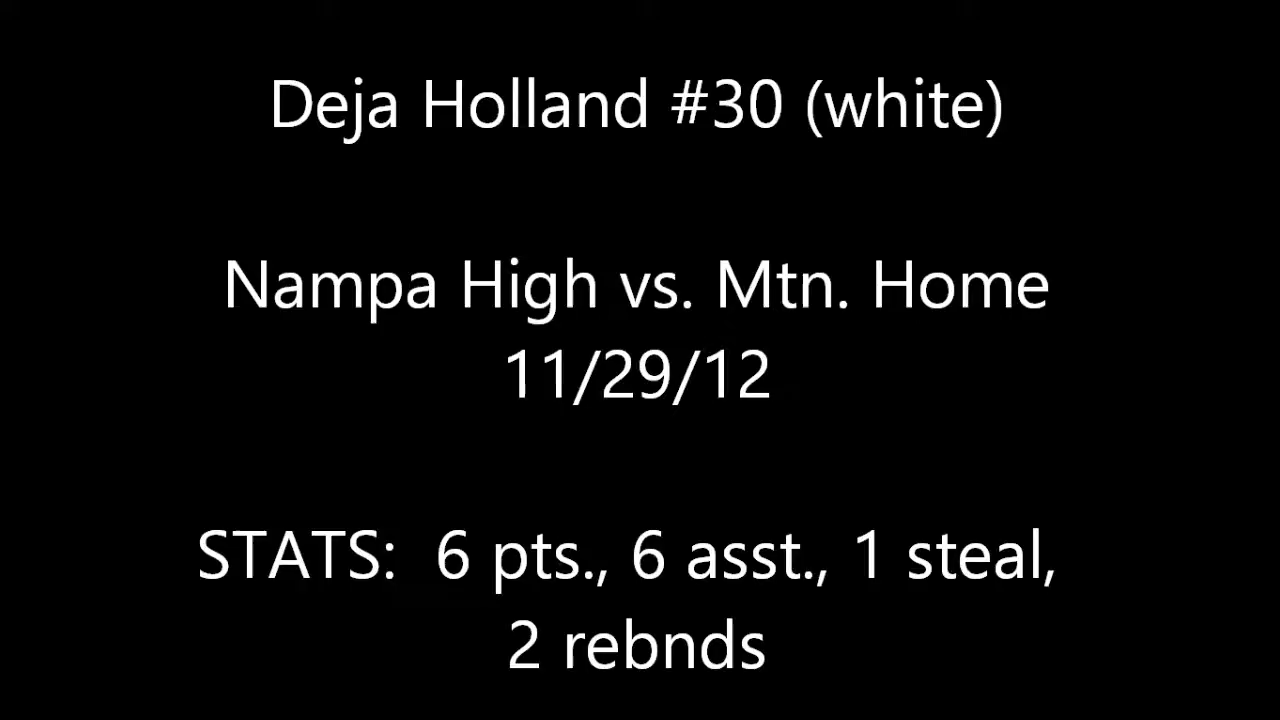 Deja Holland #30 (white)
Nampa High vs. Mtn. Home
11/29/12
STATS:  6 pts., 6 asst., 1 steal,
2 rebnds